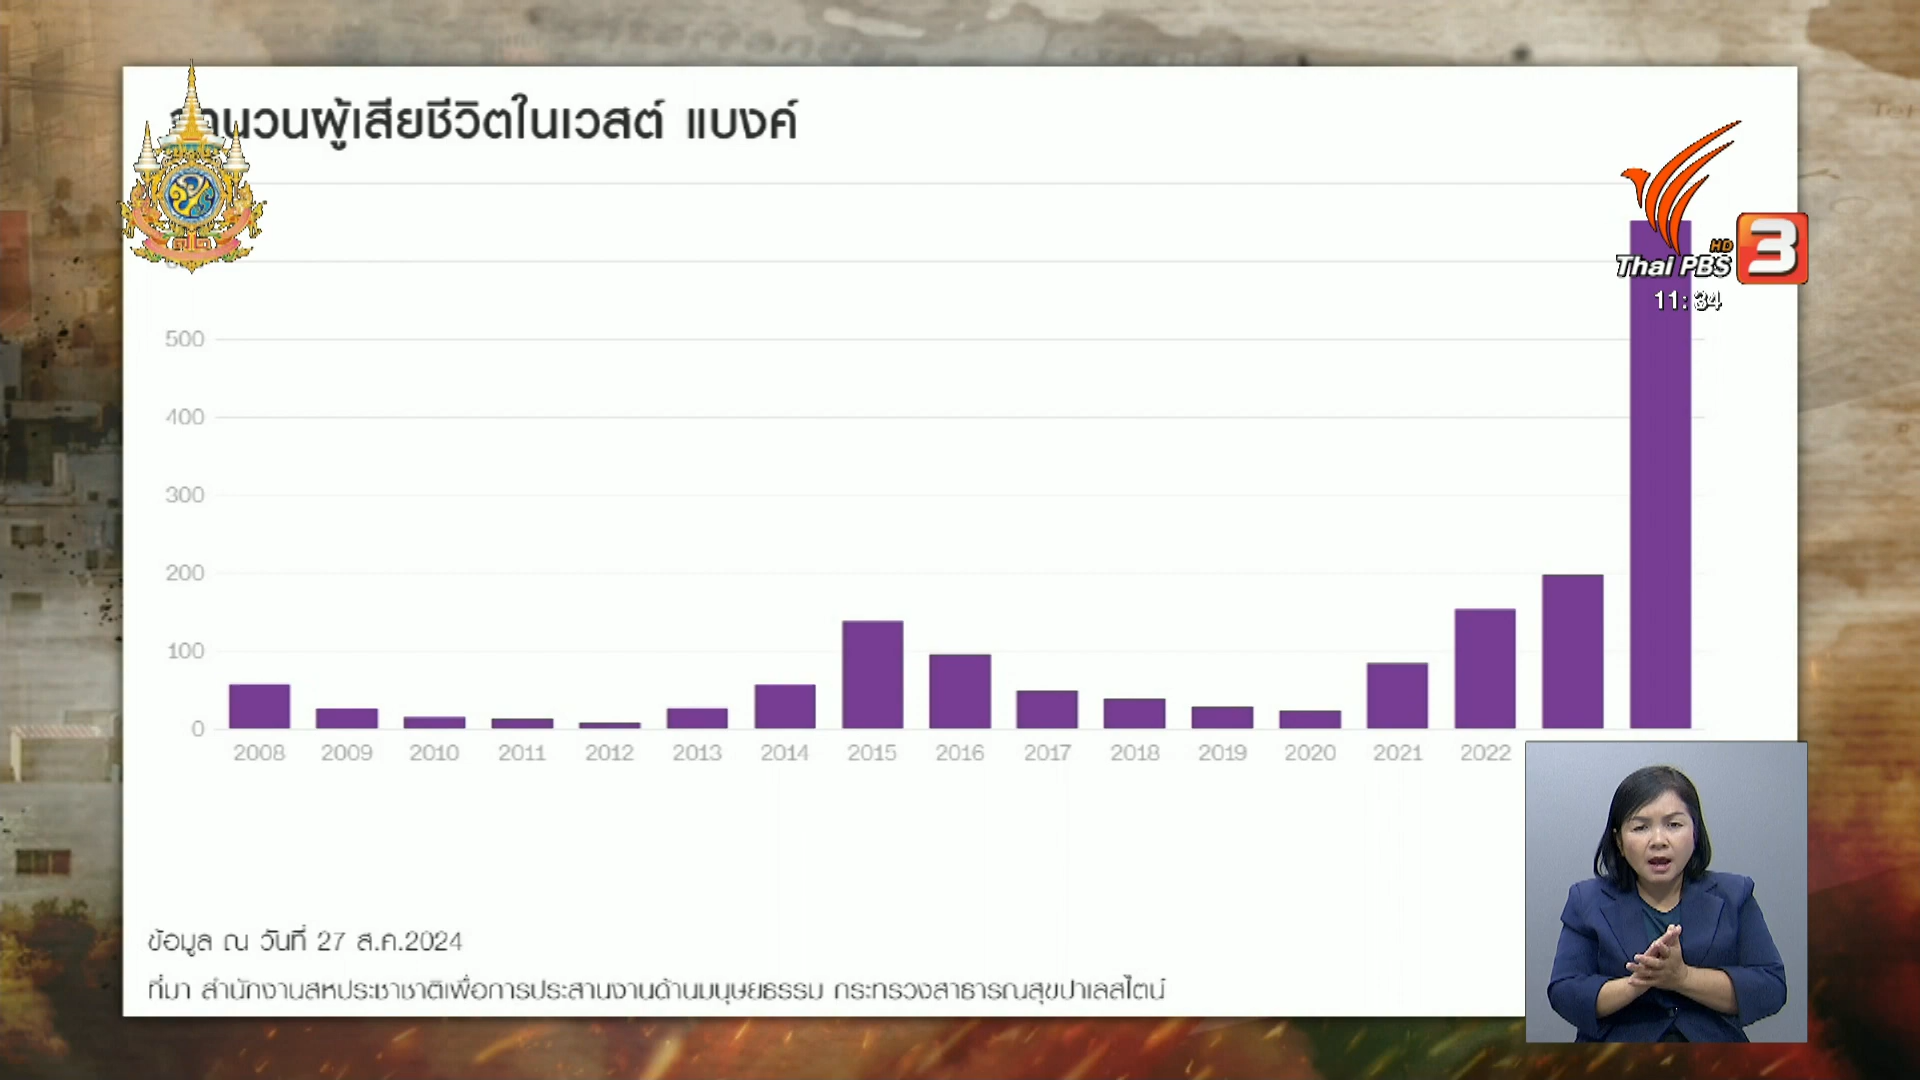 ผู้เสียชีวิตในเวสต์ แบงค์
500
400
300
200
100
0
2008 2009 2010 2011 2012 2013 2014 2015 2016 2017 2018 2019 2020 2021 2022
HD
Thai PBS 3
11:34
ข้อมูล ณ วันที่ 27 ส.ค.2024
ที่มา สำนักงานสหประชาชาติเพื่อการประสานงานด้านมนุษยธรรม กระทรวงสาธารณสุขปาเลสไตน์